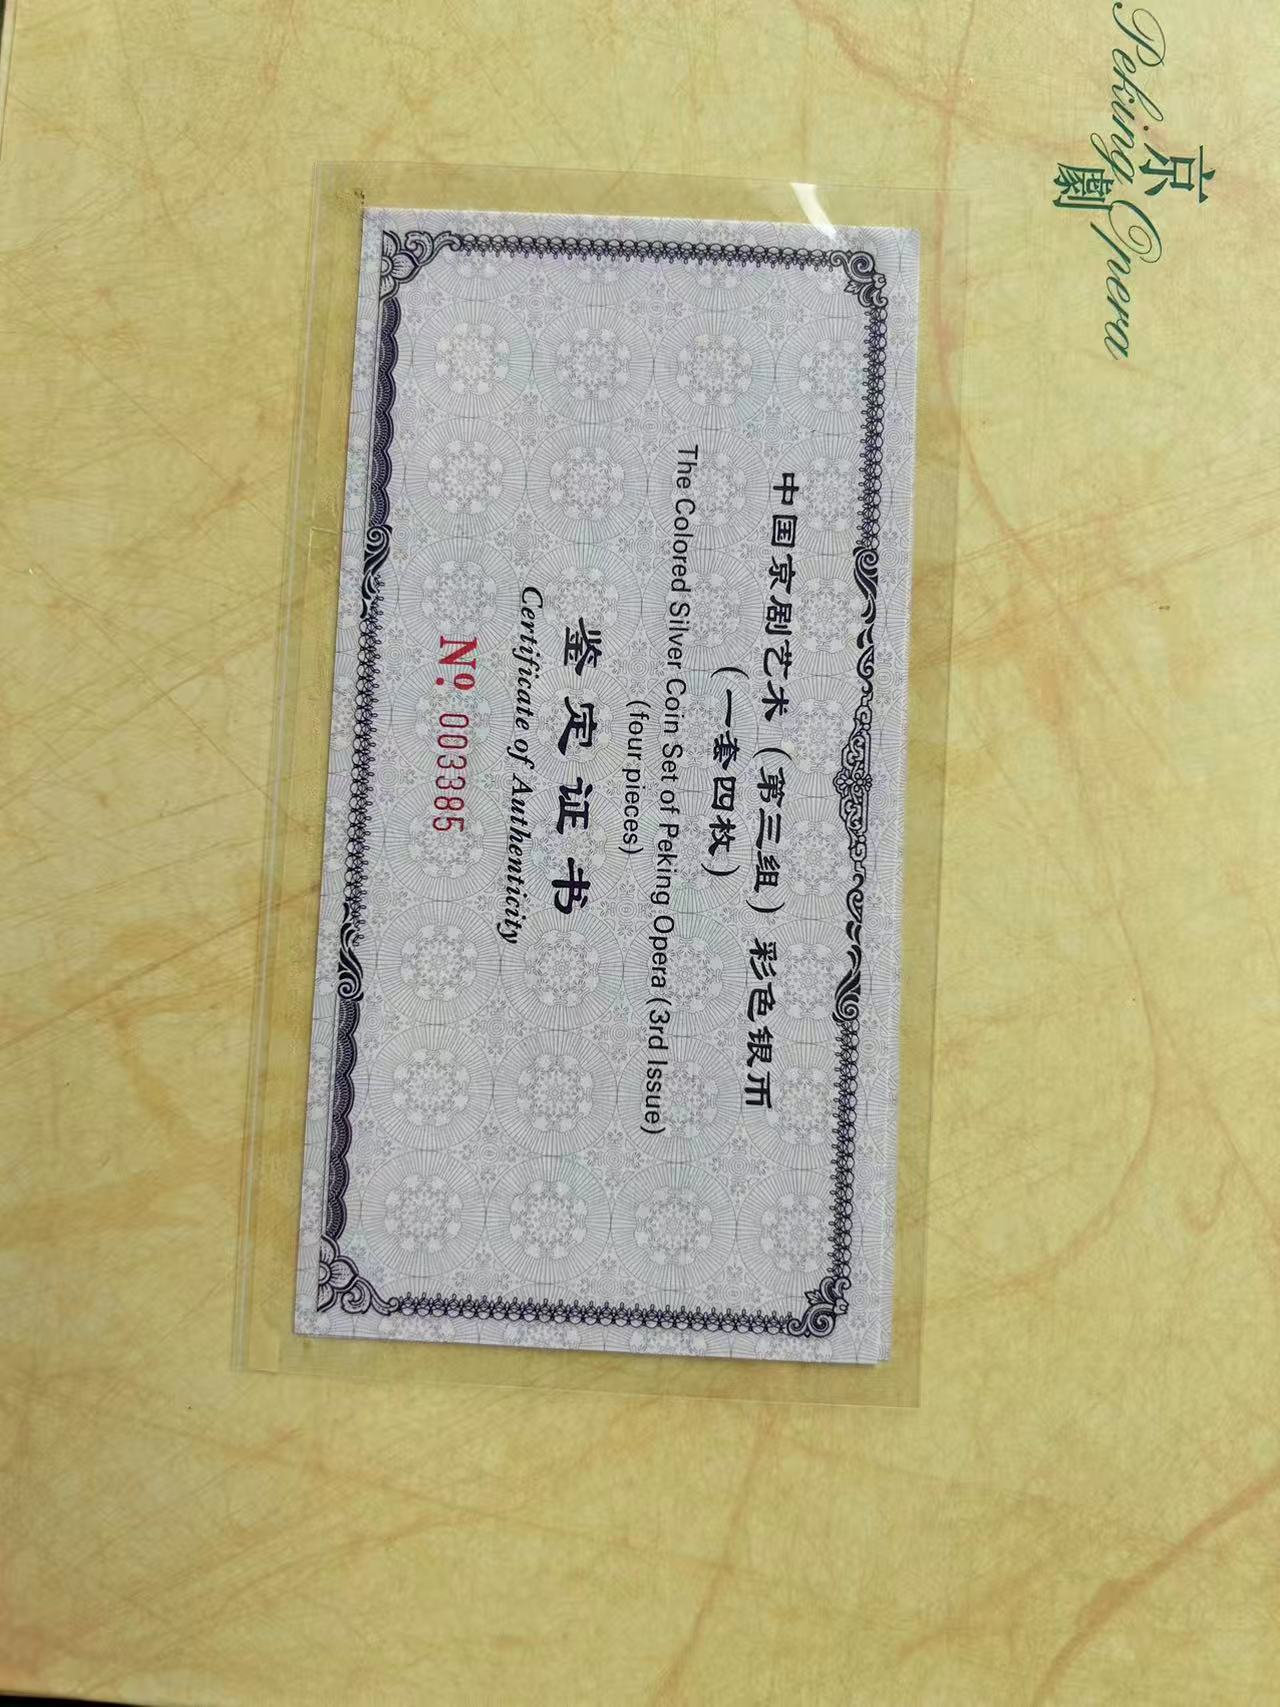 京劇
Peking Opera
中国京剧艺术（第三组）彩色银币
（一套四枚）
The Colored Silver Coin Set of Peking Opera (3rd Issue)
(four pieces)
鉴定证书
Certificate of Authenticity
№. 003385